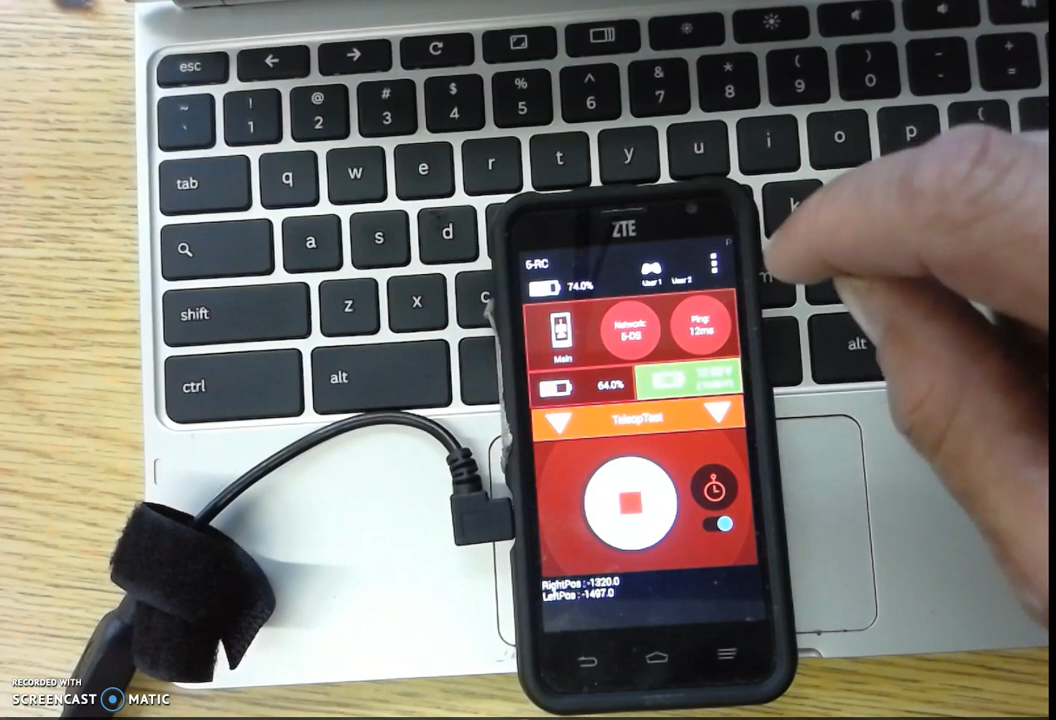 esc
~ ` ! 1 @ 2 # 3 $ 4 % 5 ^ 6 & 7 * 8 ( 9 ) 0 - + =
tab q w e r t y u i o p
a s d k
shift z x c m
ctrl alt alt
ZTE
5-RC
74.0% User 1 User 2
Main
Network: 5-DS
Ping: 12ms
64.0%
TeleopTest
RightPos : -1320.0
LeftPos : -1497.0
RECORDED WITH
SCREENCAST MATIC